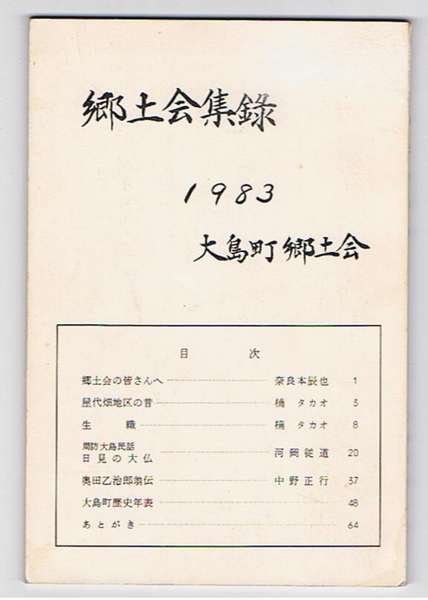 郷土会集録
1983
大島町郷土会
目次
郷土会の皆さんへ 奈良本辰也 1
屋代畑地区の昔 楠 タカオ 3
生織 楠 タカオ 8
周防大島民話
日見の大仏 河岡従道 20
奥田乙治郎翁伝 中野正行 37
大島町歴史年表 48
あとがき 64